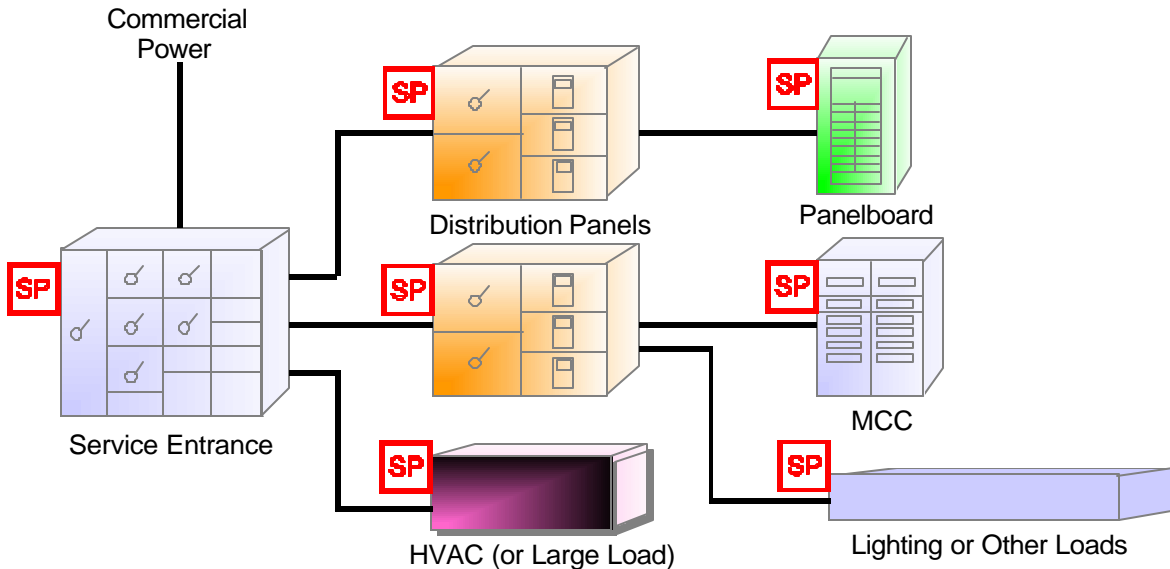 Commercial
Power
SP
SP
Distribution Panels
Panelboard
SP
SP
SP
Service Entrance
MCC
SP
SP
HVAC (or Large Load)
Lighting or Other Loads